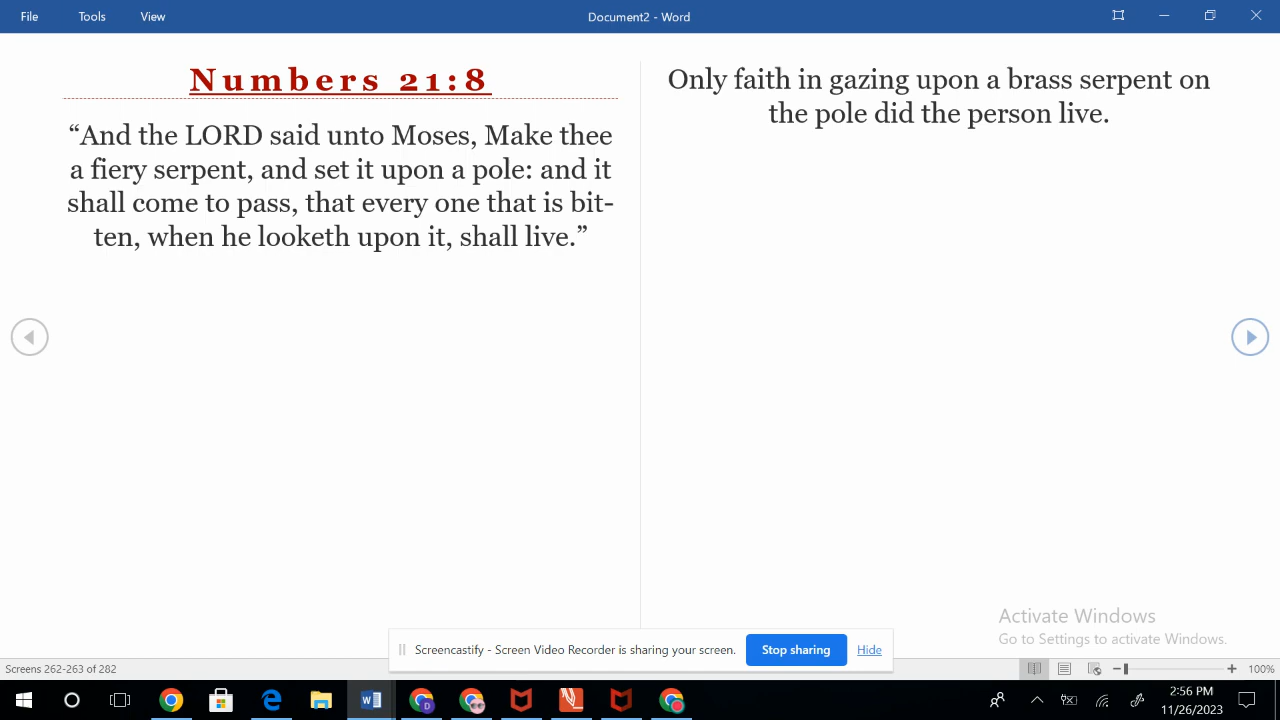 File Tools View Document2 - Word
Numbers 21:8
“And the LORD said unto Moses, Make thee
a fiery serpent, and set it upon a pole: and it
shall come to pass, that every one that is bit-
ten, when he looketh upon it, shall live.”
Only faith in gazing upon a brass serpent on
the pole did the person live.
Activate Windows
Go to Settings to activate Windows.
Screencastify - Screen Video Recorder is sharing your screen. Stop sharing Hide
Screens 262-263 of 282 100%
2:56 PM
11/26/2023